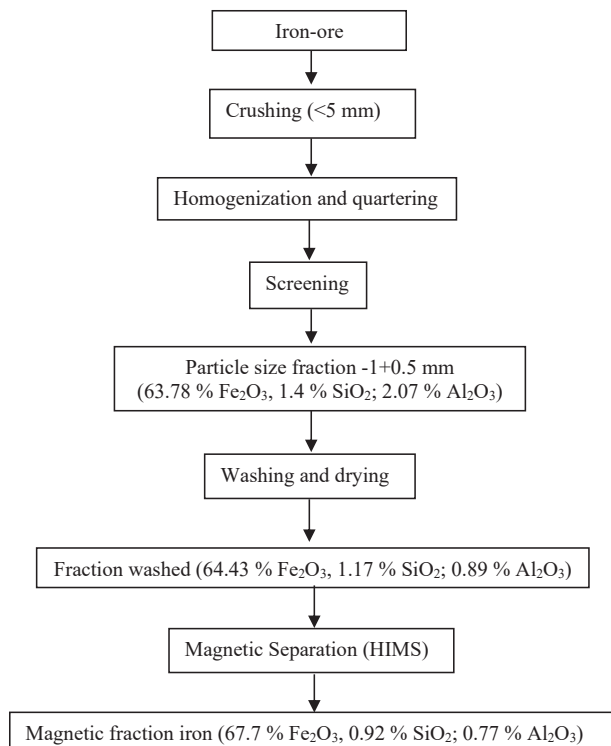 Iron-ore
Crushing (<5 mm)
Homogenization and quartering
Screening
Particle size fraction -1+0.5 mm
(63.78 % Fe₂O₃, 1.4 % SiO₂; 2.07 % Al₂O₃)
Washing and drying
Fraction washed (64.43 % Fe₂O₃, 1.17 % SiO₂; 0.89 % Al₂O₃)
Magnetic Separation (HIMS)
Magnetic fraction iron (67.7 % Fe₂O₃, 0.92 % SiO₂; 0.77 % Al₂O₃)